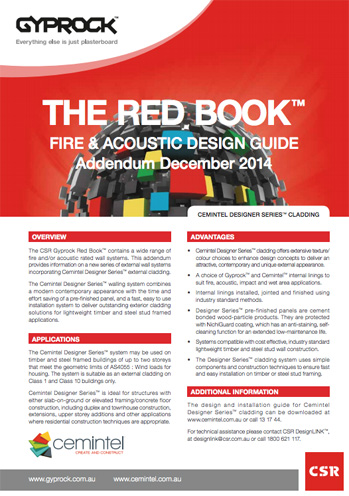 GYPROCK™
Everything else is just plasterboard
THE RED BOOK™
FIRE & ACOUSTIC DESIGN GUIDE
Addendum December 2014
CEMINTEL DESIGNER SERIES™ CLADDING
OVERVIEW
The CSR Gyprock Red Book™ contains a wide range of
fire and/or acoustic rated wall systems. This addendum
provides information on a new series of external wall systems
incorporating Cemintel Designer Series™ external cladding.
The Cemintel Designer Series™ walling system combines
a modern contemporary appearance with the time and
effort saving of a pre-finished panel, and a fast, easy to use
installation system to deliver outstanding exterior cladding
solutions for lightweight timber and steel stud framed
applications.
APPLICATIONS
The Cemintel Designer Series™ system may be used on
timber and steel framed buildings of up to two storeys
that meet the geometric limits of AS4055 ; Wind loads for
housing. The system is suitable as an external cladding on
Class 1 and Class 10 buildings only.
Cemintel Designer Series™ is ideal for structures with
either slab-on-ground or elevated framing/concrete floor
construction, including duplex and townhouse construction,
extensions, upper storey additions and other applications
where residential construction techniques are appropriate.
cemintel
CREATE AND CONSTRUCT
ADVANTAGES
• Cemintel Designer Series™ cladding offers extensive texture/
colour choices to enhance design concepts to deliver an
attractive, contemporary and unique external appearance.
• A choice of Gyprock™ and Cemintel™ internal linings to
suit fire, acoustic, impact and wet area applications.
• Internal linings installed, jointed and finished using
industry standard methods.
• Designer Series™ pre-finished panels are cement
bonded wood-particle products. They are protected
with NichiGuard coating, which has an anti-staining, self-
cleaning function for an extended low-maintenance life.
• Systems compatible with cost effective, industry standard
lightweight timber and steel stud wall construction.
• The Designer Series™ cladding system uses simple
components and construction techniques to ensure fast
and easy installation on timber or steel stud framing.
ADDITIONAL INFORMATION
The design and installation guide for Cemintel
Designer Series™ cladding can be downloaded at
www.cemintel.com.au or call 13 17 44.
For technical assistance please contact CSR DesignLINK™,
at designlink@csr.com.au or call 1800 621 117.
www.gyprock.com.au www.cemintel.com.au
CSR